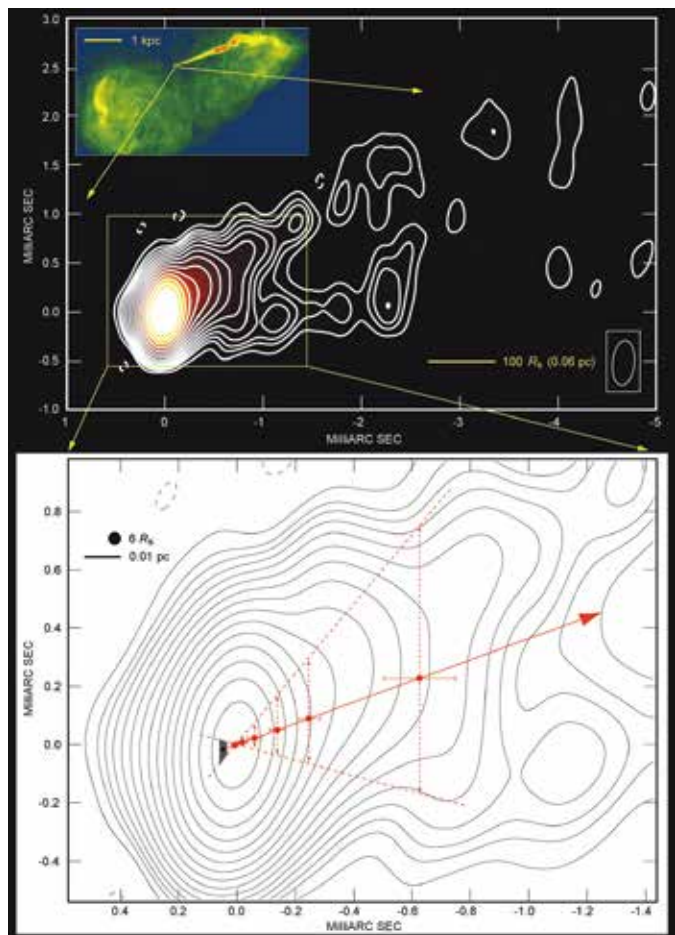 3.0
1 kpc
2.5
2.0
1.5
1.0
0.5
0.0
-0.5
-1.0
MilliARC SEC
100 Rs (0.06 pc)
1 0 -1 -2 -3 -4 -5
MilliARC SEC
6 Rs
0.01 pc
0.8
0.6
0.4
0.2
0.0
-0.2
-0.4
MilliARC SEC
0.4 0.2 0.0 -0.2 -0.4 -0.6 -0.8 -1.0 -1.2 -1.4
MilliARC SEC